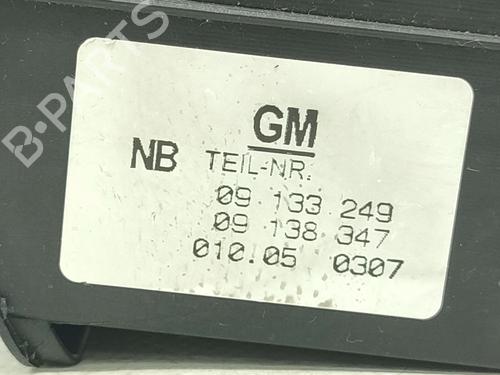 B-PARTS
GM
NB TEIL-NR.
09 133 249
09 138 347
010.05 0307